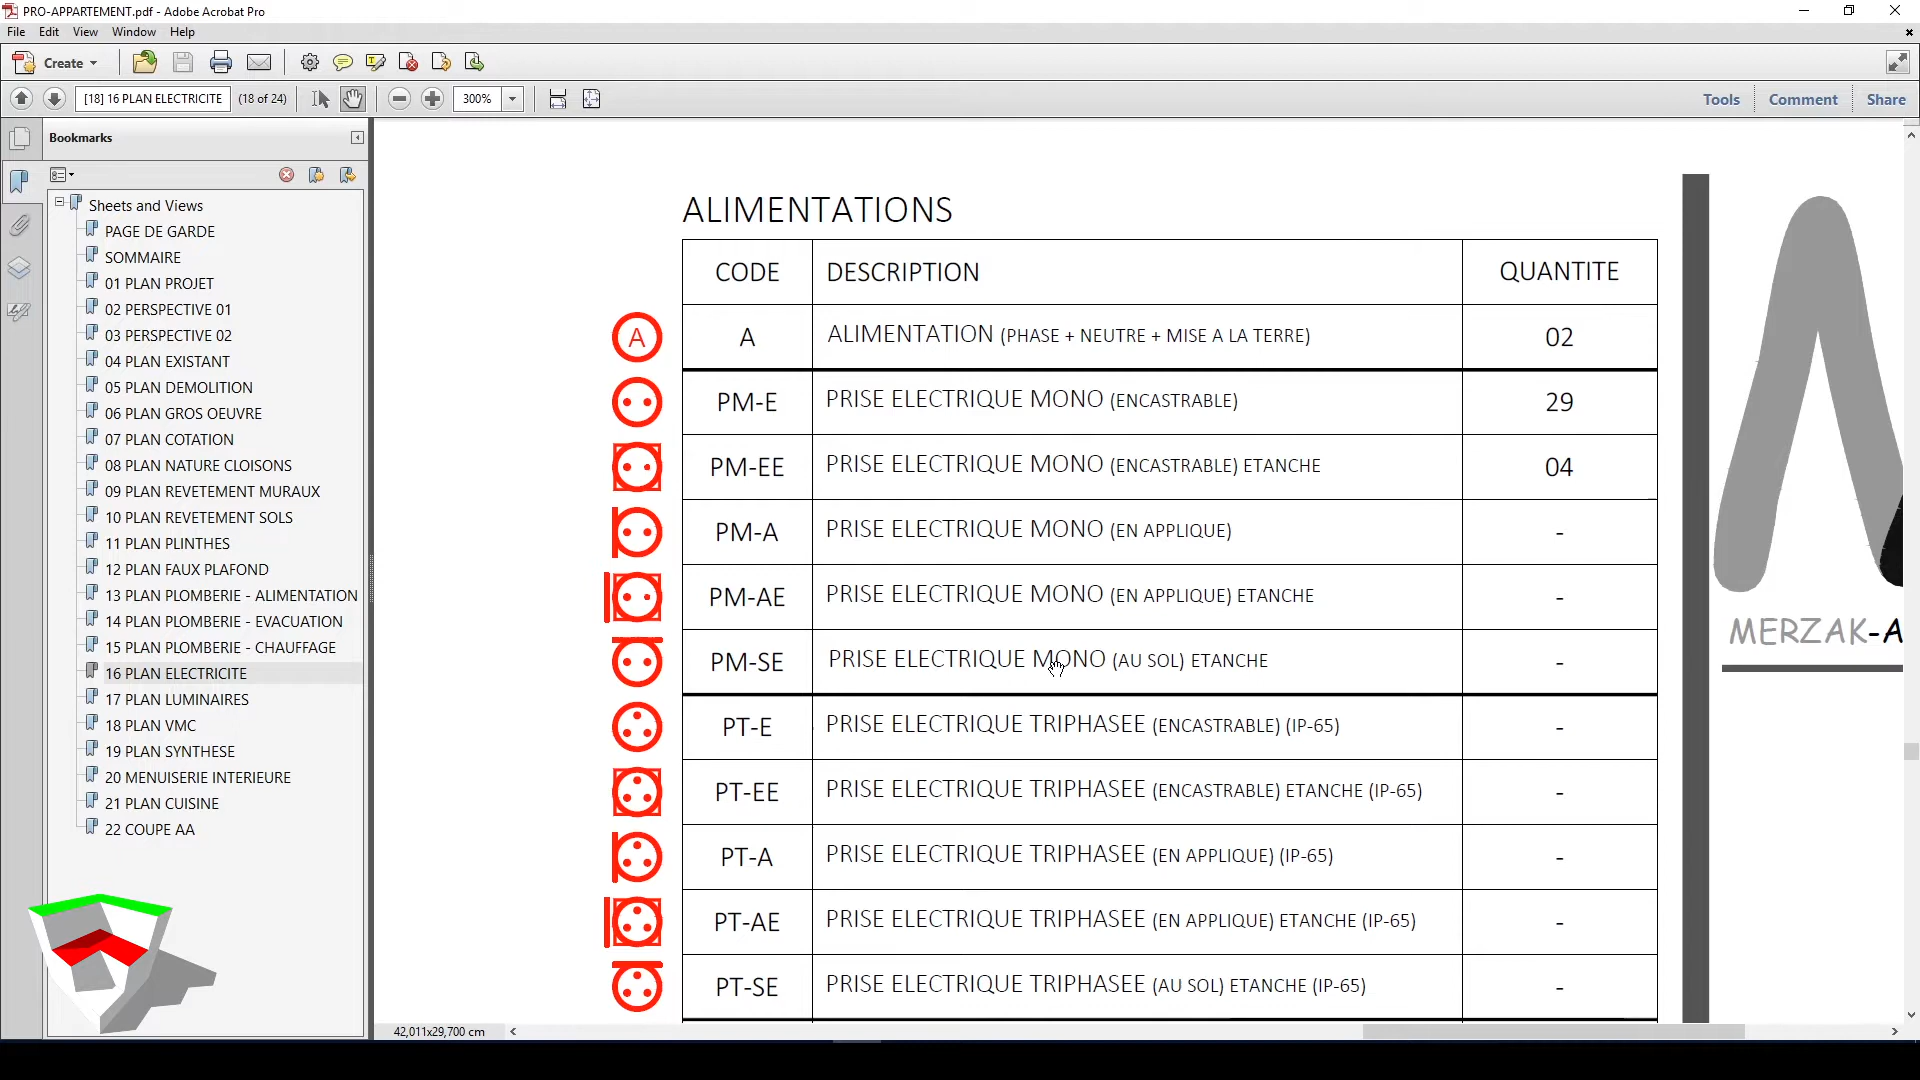 PRO-APPARTEMENT.pdf - Adobe Acrobat Pro
File Edit View Window Help
Create
[18] 16 PLAN ELECTRICITE (18 of 24) 300% Tools Comment Share
Bookmarks
Sheets and Views
PAGE DE GARDE
SOMMAIRE
01 PLAN PROJET
02 PERSPECTIVE 01
03 PERSPECTIVE 02
04 PLAN EXISTANT
05 PLAN DEMOLITION
06 PLAN GROS OEUVRE
07 PLAN COTATION
08 PLAN NATURE CLOISONS
09 PLAN REVETEMENT MURAUX
10 PLAN REVETEMENT SOLS
11 PLAN PLINTHES
12 PLAN FAUX PLAFOND
13 PLAN PLOMBERIE - ALIMENTATION
14 PLAN PLOMBERIE - EVACUATION
15 PLAN PLOMBERIE - CHAUFFAGE
16 PLAN ELECTRICITE
17 PLAN LUMINAIRES
18 PLAN VMC
19 PLAN SYNTHESE
20 MENUISERIE INTERIEURE
21 PLAN CUISINE
22 COUPE AA
ALIMENTATIONS
CODE DESCRIPTION QUANTITE
A A ALIMENTATION (PHASE + NEUTRE + MISE A LA TERRE) 02
PM-E PRISE ELECTRIQUE MONO (ENCASTRABLE) 29
PM-EE PRISE ELECTRIQUE MONO (ENCASTRABLE) ETANCHE 04
PM-A PRISE ELECTRIQUE MONO (EN APPLIQUE) -
PM-AE PRISE ELECTRIQUE MONO (EN APPLIQUE) ETANCHE -
PM-SE PRISE ELECTRIQUE MONO (AU SOL) ETANCHE -
PT-E PRISE ELECTRIQUE TRIPHASEE (ENCASTRABLE) (IP-65) -
PT-EE PRISE ELECTRIQUE TRIPHASEE (ENCASTRABLE) ETANCHE (IP-65) -
PT-A PRISE ELECTRIQUE TRIPHASEE (EN APPLIQUE) (IP-65) -
PT-AE PRISE ELECTRIQUE TRIPHASEE (EN APPLIQUE) ETANCHE (IP-65) -
PT-SE PRISE ELECTRIQUE TRIPHASEE (AU SOL) ETANCHE (IP-65) -
MERZAK-A
42,011x29,700 cm